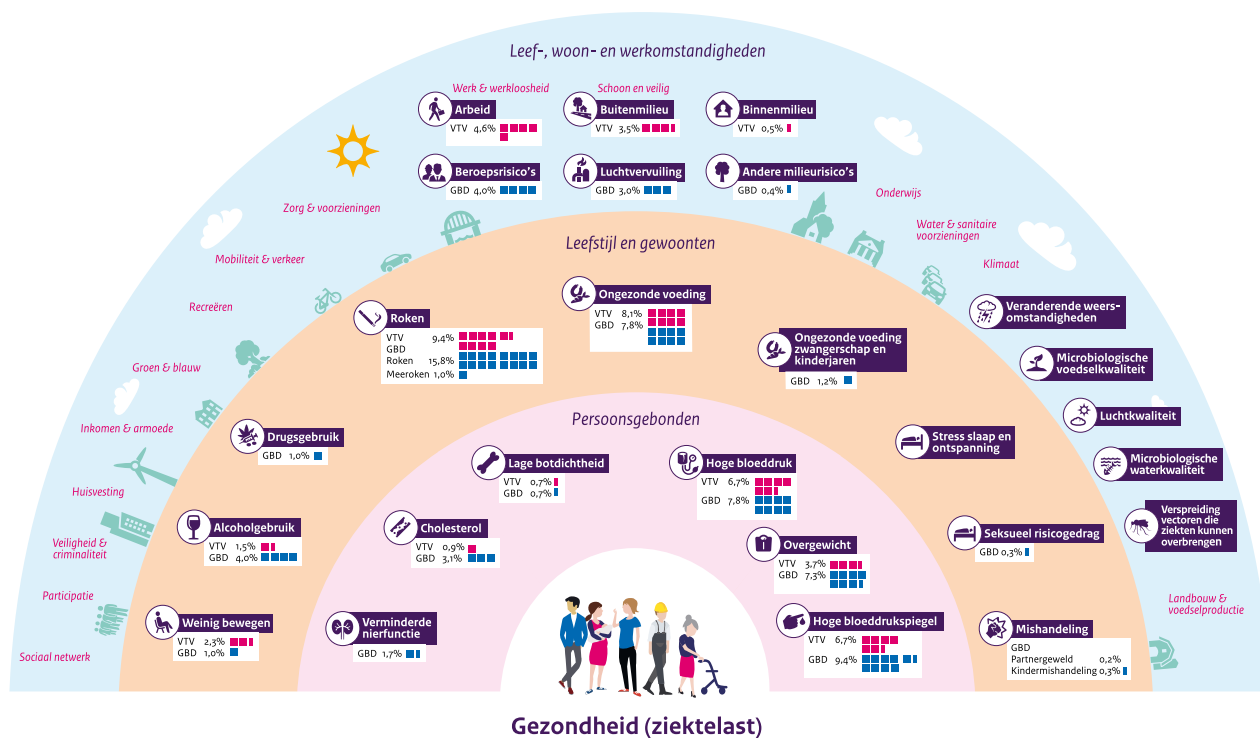 Leef-, woon- en werkomstandigheden
Werk & werkloosheid
Arbeid
VTV 4,6%
Schoon en veilig
Buitenmilieu
VTV 3,5%
Binnenmilieu
VTV 0,5%
Beroepsrisico's
GBD 4,0%
Luchtvervuiling
GBD 3,0%
Andere milieurisico's
GBD 0,4%
Zorg & voorzieningen
Mobiliteit & verkeer
Recreëren
Groen & blauw
Inkomen & armoede
Huisvesting
Veiligheid &
criminaliteit
Participatie
Sociaal netwerk
Onderwijs
Water & sanitaire
voorzieningen
Klimaat
Veranderende weers-
omstandigheden
Microbiologische
voedselkwaliteit
Luchtkwaliteit
Microbiologische
waterkwaliteit
Verspreiding
vectoren die
ziekten kunnen
overbrengen
Landbouw &
voedselproductie
Leefstijl en gewoonten
Roken
VTV 9,4%
GBD
Roken 15,8%
Meeroken 1,0%
Ongezonde voeding
VTV 8,1%
GBD 7,8%
Ongezonde voeding
zwangerschap en
kinderjaren
GBD 1,2%
Drugsgebruik
GBD 1,0%
Stress slaap en
ontspanning
Alcoholgebruik
VTV 1,5%
GBD 4,0%
Seksueel risicogedrag
GBD 0,3%
Weinig bewegen
VTV 2,3%
GBD 1,0%
Mishandeling
GBD
Partnergeweld 0,2%
Kindermishandeling 0,3%
Persoonsgebonden
Lage botdichtheid
VTV 0,7%
GBD 0,7%
Hoge bloeddruk
VTV 6,7%
GBD 7,8%
Cholesterol
VTV 0,9%
GBD 3,1%
Overgewicht
VTV 3,7%
GBD 7,3%
Verminderde
nierfunctie
GBD 1,7%
Hoge bloeddrukspiegel
VTV 6,7%
GBD 9,4%
Gezondheid (ziektelast)